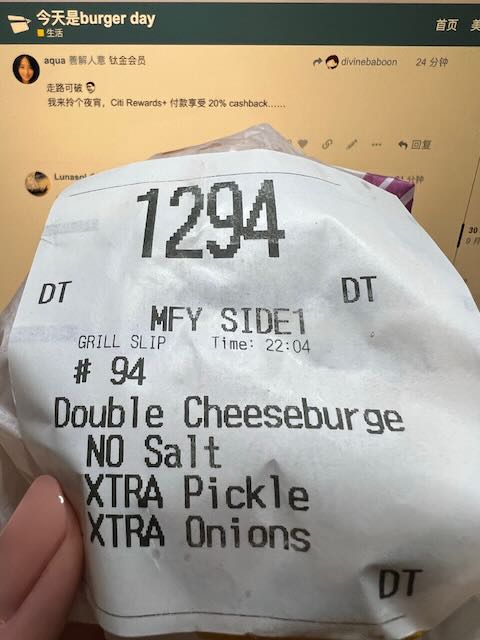 今天是burger day
生活
首页
aqua 善解人意 钛金会员
divinebaboon
24 分钟
走路可破
我来拎个夜宵，Citi Rewards+ 付款享受 20% cashback……
回复
分钟
30
1294
DT DT
MFY SIDE1
GRILL SLIP Time: 22:04
# 94
Double Cheeseburge
NO Salt
XTRA Pickle
XTRA Onions
DT